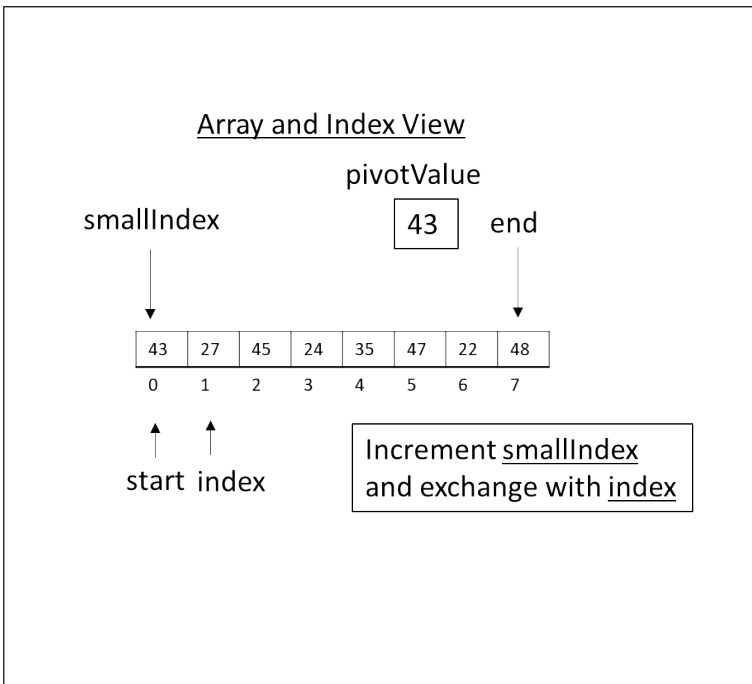 Array and Index View
pivotValue
smallIndex
43
end
43 27 45 24 35 47 22 48
0 1 2 3 4 5 6 7
start index
Increment smallIndex
and exchange with index